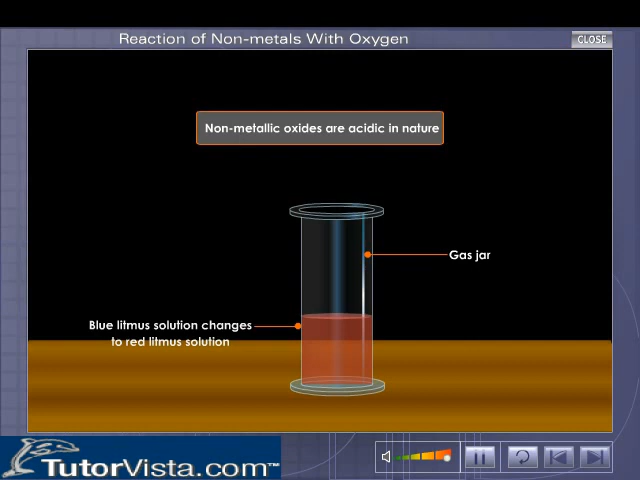 Reaction of Non-metals With Oxygen
CLOSE
Non-metallic oxides are acidic in nature
Gas jar
Blue litmus solution changes
to red litmus solution
TutorVista.com™